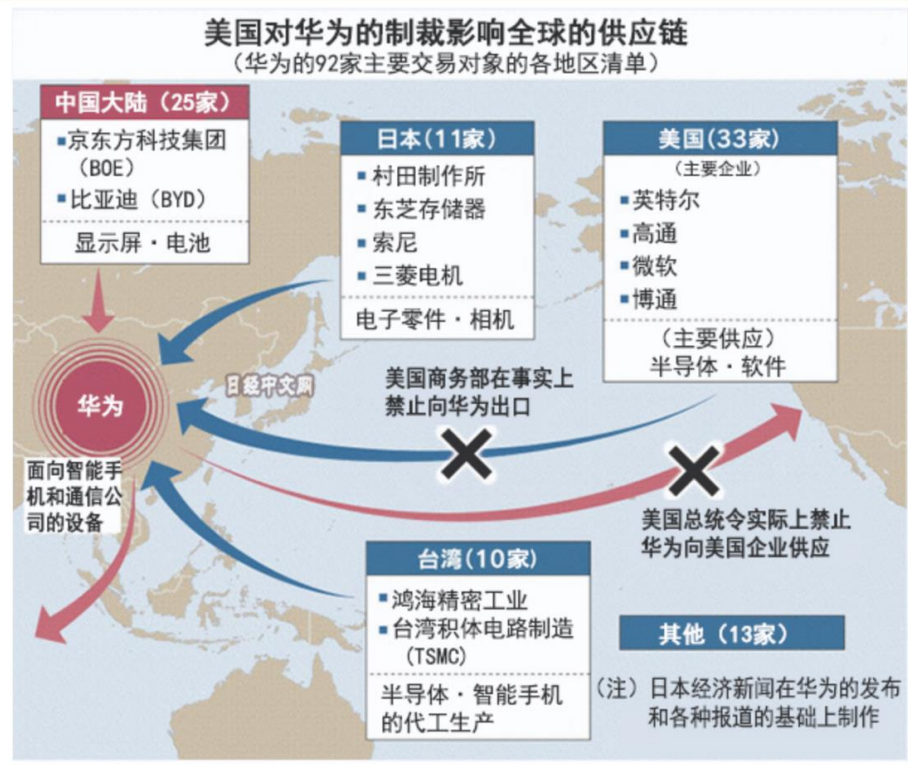 美国对华为的制裁影响全球的供应链
（华为的92家主要交易对象的各地区清单）
中国大陆（25家）
▪京东方科技集团
（BOE）
▪比亚迪（BYD）
显示屏・电池
日本（11家）
▪村田制作所
▪东芝存储器
▪索尼
▪三菱电机
电子零件・相机
美国（33家）
（主要企业）
▪英特尔
▪高通
▪微软
▪博通
（主要供应）
半导体・软件
华为
日经中文网
美国商务部在事实上
禁止向华为出口
面向智能手
机和通信公
司的设备
美国总统令实际上禁止
华为向美国企业供应
台湾（10家）
▪鸿海精密工业
▪台湾积体电路制造
（TSMC）
半导体・智能手机
的代工生产
其他（13家）
（注）日本经济新闻在华为的发布
和各种报道的基础上制作